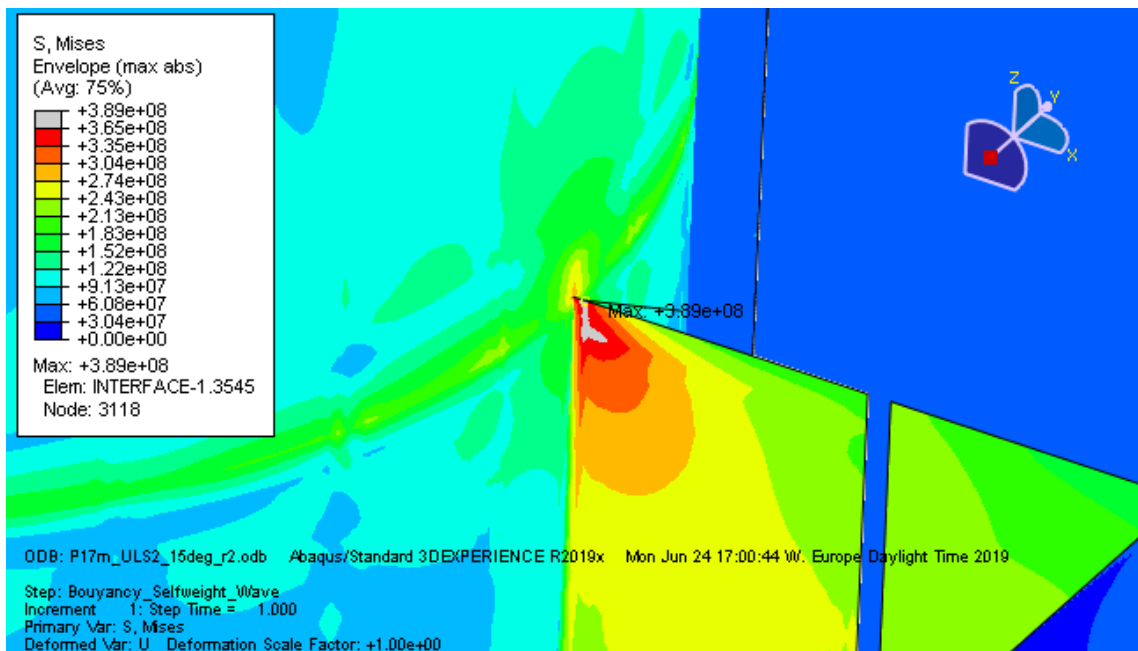 S, Mises
Envelope (max abs)
(Avg: 75%)
+3.89e+08
+3.65e+08
+3.35e+08
+3.04e+08
+2.74e+08
+2.43e+08
+2.13e+08
+1.83e+08
+1.52e+08
+1.22e+08
+9.13e+07
+6.08e+07
+3.04e+07
+0.00e+00
Max: +3.89e+08
Elem: INTERFACE-1.3545
Node: 3118
Z
Y
X
Max: +3.89e+08
ODB: P17m_ULS2_15deg_r2.odb Abaqus/Standard 3DEXPERIENCE R2019x Mon Jun 24 17:00:44 W. Europe Daylight Time 2019
Step: Bouyancy_Selfweight_Wave
Increment 1: Step Time = 1.000
Primary Var: S, Mises
Deformed Var: U Deformation Scale Factor: +1.00e+00